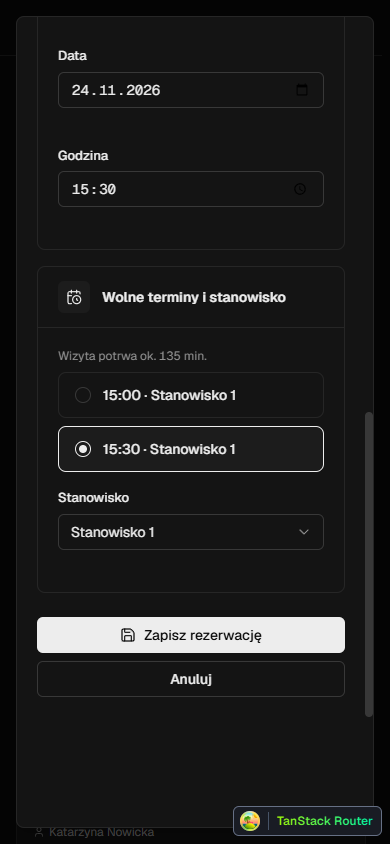 Data
24.11.2026
Godzina
15:30
Wolne terminy i stanowisko
Wizyta potrwa ok. 135 min.
15:00 · Stanowisko 1
15:30 · Stanowisko 1
Stanowisko
Stanowisko 1
Zapisz rezerwację
Anuluj
TanStack Router
Katarzyna Nowicka